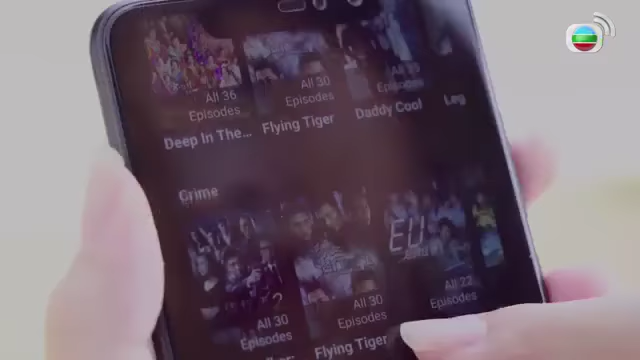 All 36
Episodes
Deep In The...
All 30
Episodes
Flying Tiger
Episodes
Daddy Cool
Leg
Crime
All 30
Episodes
All 30
Episodes
Flying Tiger
EU
All 22
Episodes